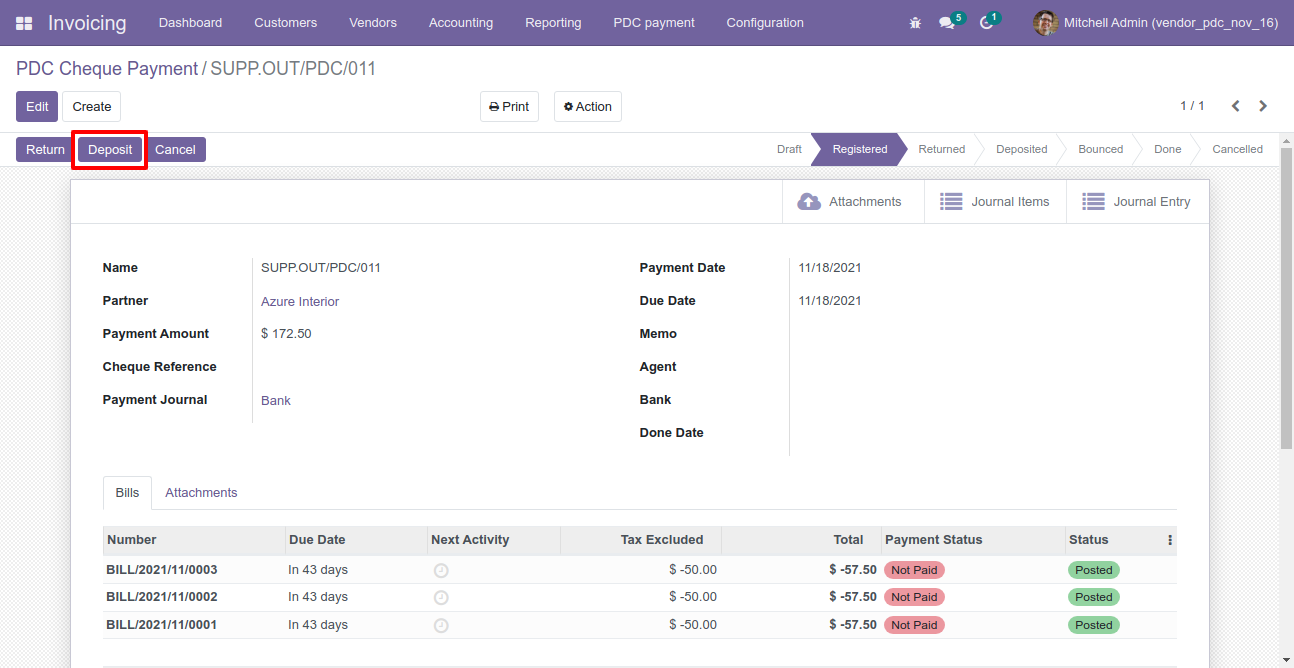 Invoicing Dashboard Customers Vendors Accounting Reporting PDC payment Configuration 5 1 Mitchell Admin (vendor_pdc_nov_16)
PDC Cheque Payment / SUPP.OUT/PDC/011
Edit Create Print Action 1 / 1
Return Deposit Cancel Draft Registered Returned Deposited Bounced Done Cancelled
Attachments Journal Items Journal Entry
Name SUPP.OUT/PDC/011 Payment Date 11/18/2021
Partner Azure Interior Due Date 11/18/2021
Payment Amount $ 172.50 Memo
Cheque Reference Agent
Payment Journal Bank Bank
Done Date
Bills Attachments
Number Due Date Next Activity Tax Excluded Total Payment Status Status
BILL/2021/11/0003 In 43 days $ -50.00 $ -57.50 Not Paid Posted
BILL/2021/11/0002 In 43 days $ -50.00 $ -57.50 Not Paid Posted
BILL/2021/11/0001 In 43 days $ -50.00 $ -57.50 Not Paid Posted